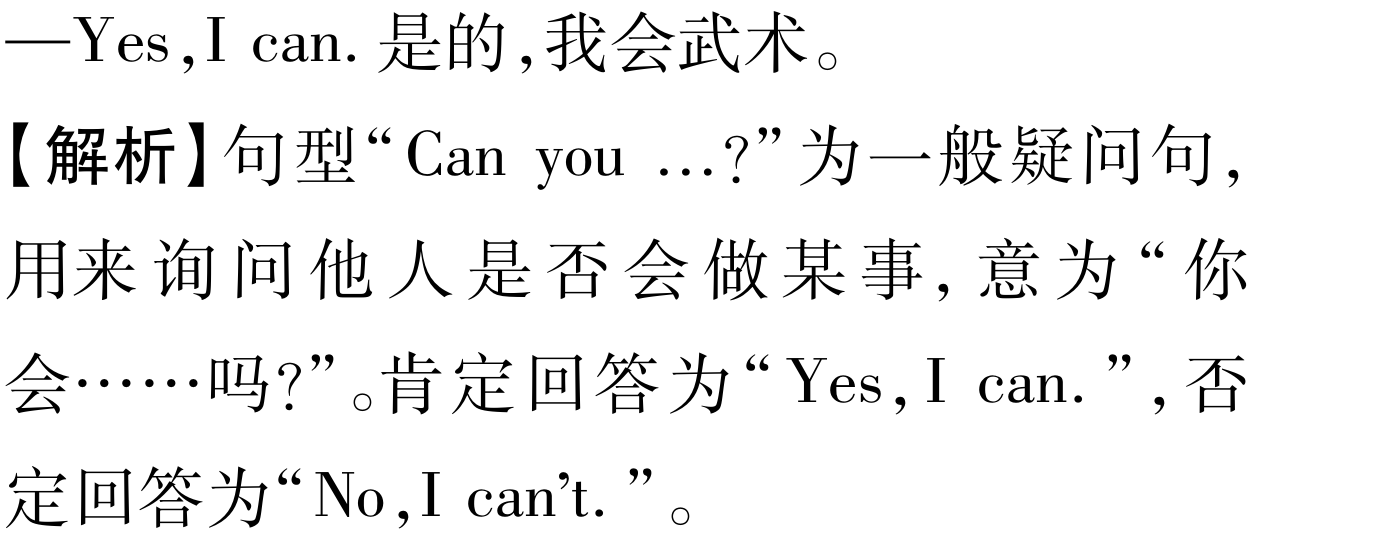 —Yes,I can. 是的,我会武术。
【解析】句型“Can you …?”为一般疑问句,
用来询问他人是否会做某事,意为“你
会……吗?”。肯定回答为“Yes,I can.”,否
定回答为“No,I can’t.”。